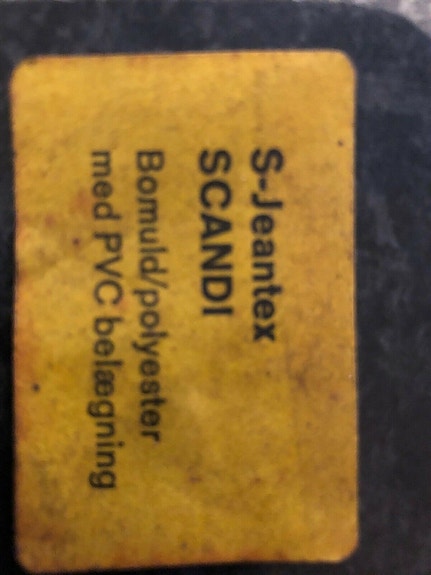 S-Jeantex
SCANDI
Bomuld/polyester
med PVC belægning